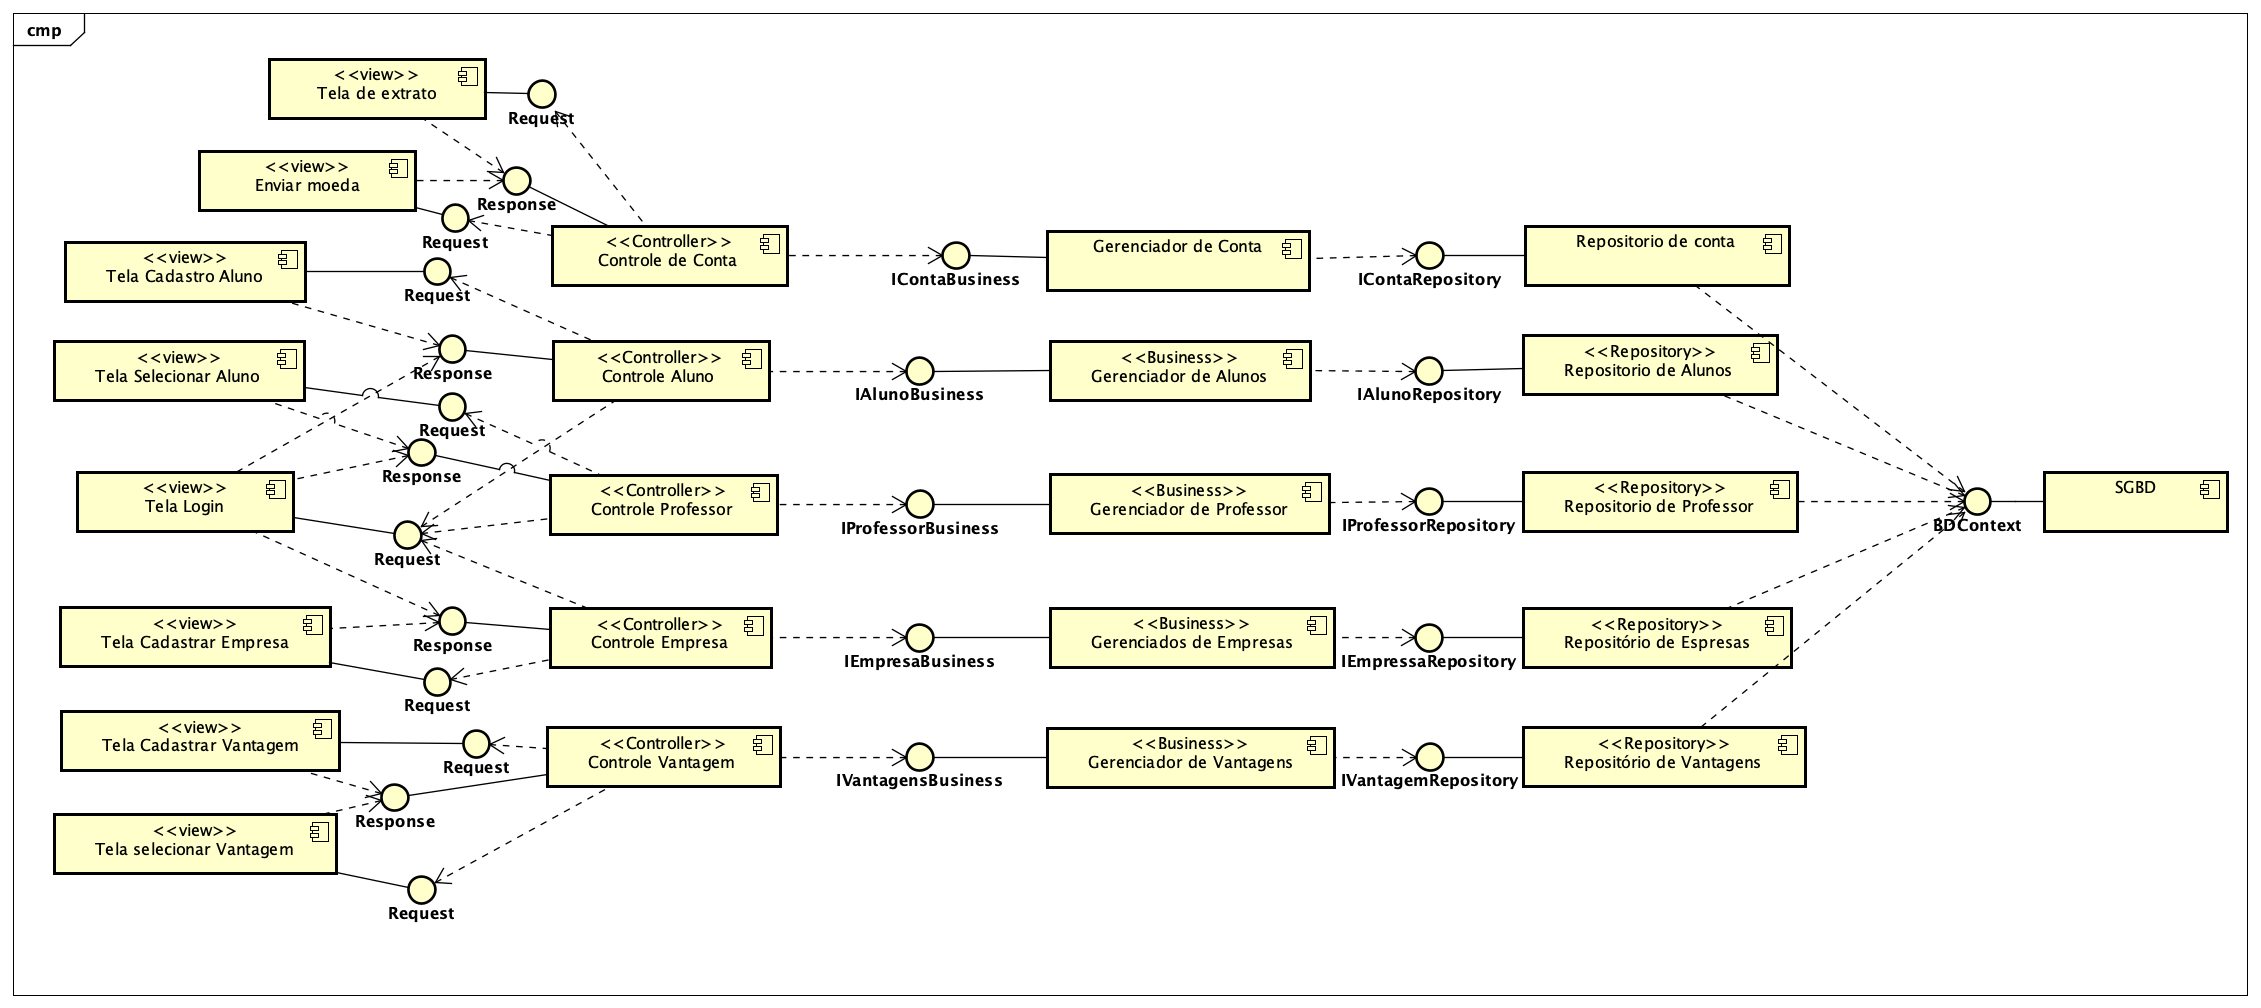 cmp
<<view>>
Tela de extrato
Request
<<view>>
Enviar moeda
Response
Request
<<Controller>>
Controle de Conta
IContaBusiness
Gerenciador de Conta
IContaRepository
Repositorio de conta
<<view>>
Tela Cadastro Aluno
Request
<<view>>
Tela Selecionar Aluno
Response
Request
<<Controller>>
Controle Aluno
IAlunoBusiness
<<Business>>
Gerenciador de Alunos
IAlunoRepository
<<Repository>>
Repositorio de Alunos
Response
<<view>>
Tela Login
Request
<<Controller>>
Controle Professor
IProfessorBusiness
<<Business>>
Gerenciador de Professor
IProfessorRepository
<<Repository>>
Repositorio de Professor
BDContext
SGBD
<<view>>
Tela Cadastrar Empresa
Response
Request
<<Controller>>
Controle Empresa
IEmpresaBusiness
<<Business>>
Gerenciados de Empresas
IEmpressaRepository
<<Repository>>
Repositório de Espresas
<<view>>
Tela Cadastrar Vantagem
Request
Response
<<Controller>>
Controle Vantagem
IVantagensBusiness
<<Business>>
Gerenciador de Vantagens
IVantagemRepository
<<Repository>>
Repositório de Vantagens
<<view>>
Tela selecionar Vantagem
Request